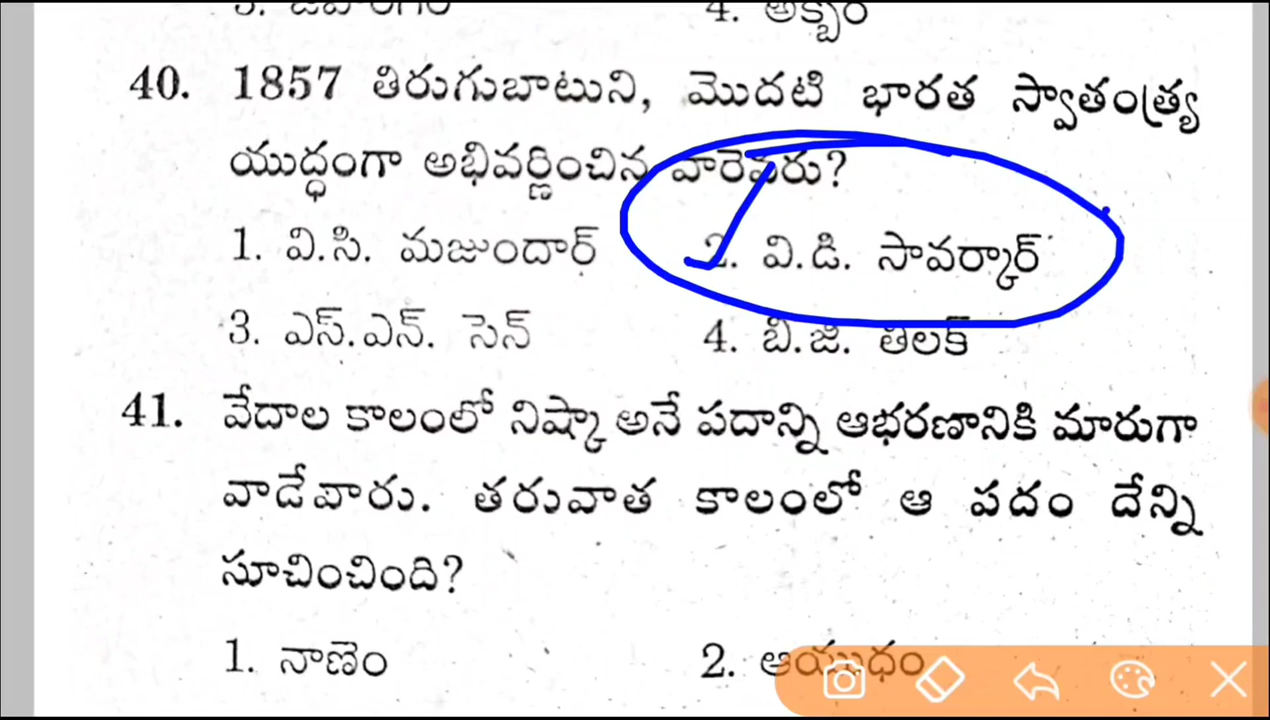 40. 1857 తిరుగుబాటుని, మొదటి భారత స్వాతంత్ర్య
యుద్ధంగా అభివర్ణించిన వారెవరు?
1. వి.సి. మజుందార్ 2. వి.డి. సావర్కార్
3. ఎస్.ఎన్. సెన్ 4. బి.జి. తిలక్
41. వేదాల కాలంలో నిష్కా అనే పదాన్ని ఆభరణానికి మారుగా
వాడేవారు. తరువాత కాలంలో ఆ పదం దేన్ని
సూచించింది?
1. నాణెం 2. ఆయుధం